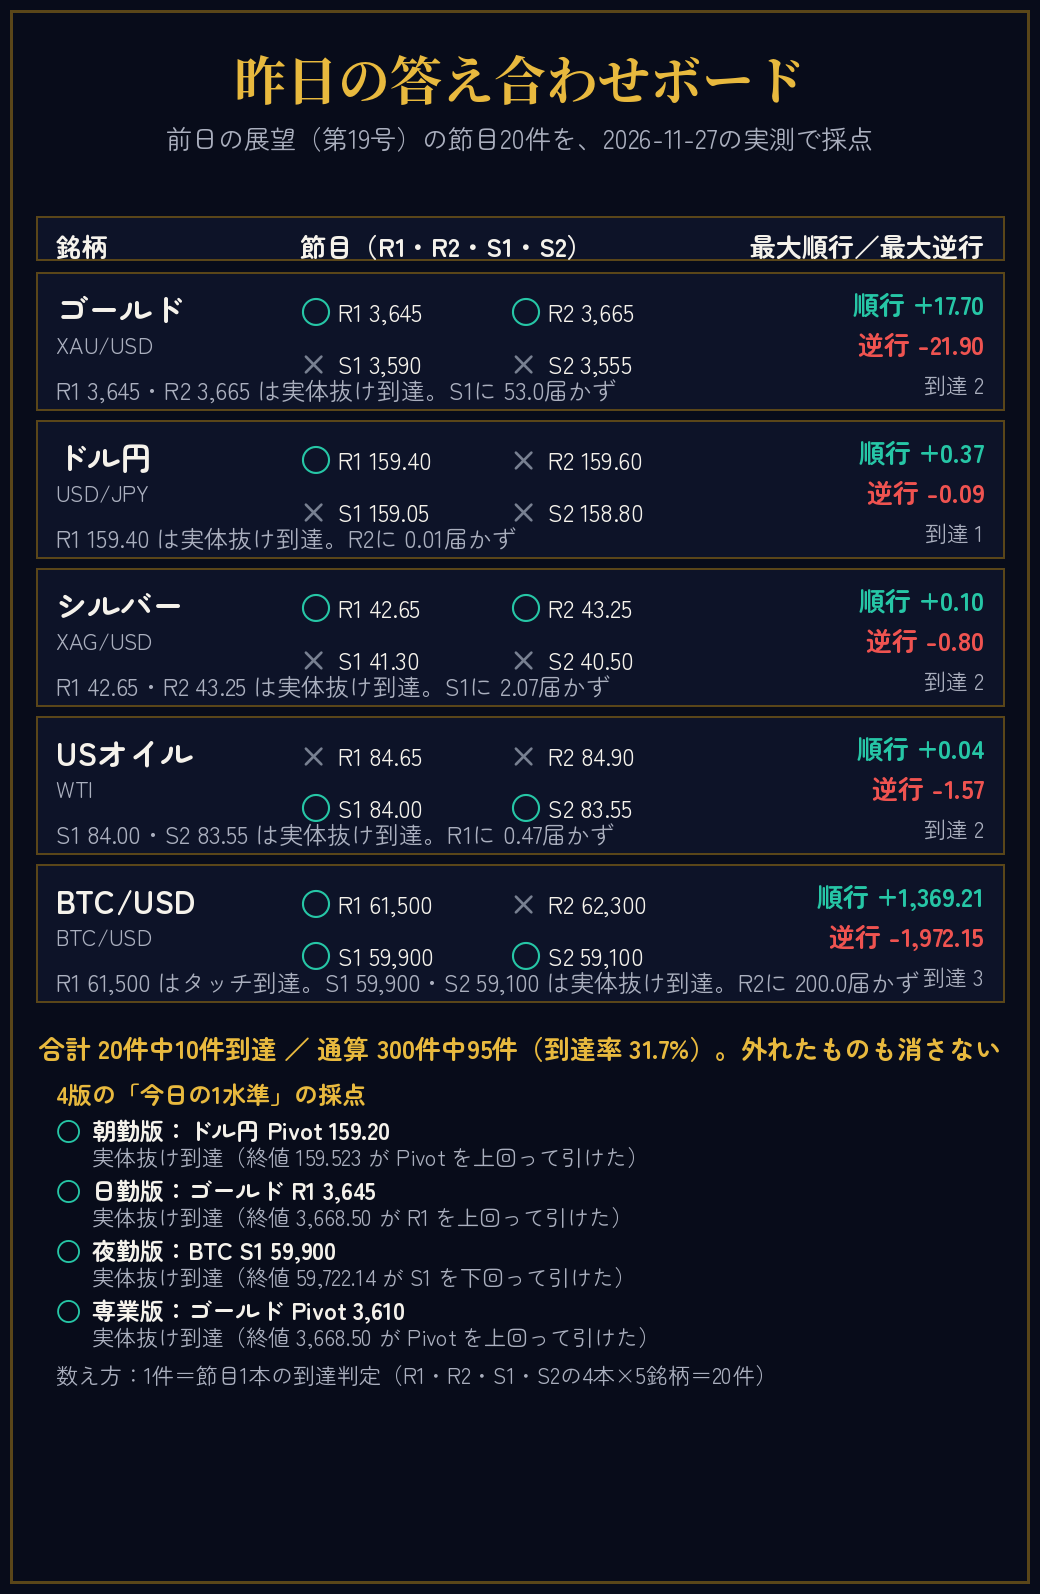 昨日の答え合わせボード
前日の展望（第19号）の節目20件を、2026-11-27の実測で採点
銘柄 節目（R1・R2・S1・S2） 最大順行／最大逆行
ゴールド
XAU/USD
○ R1 3,645 ○ R2 3,665
× S1 3,590 × S2 3,555
R1 3,645・R2 3,665 は実体抜け到達。S1に 53.0届かず
順行 +17.70
逆行 -21.90
到達 2
ドル円
USD/JPY
○ R1 159.40 × R2 159.60
× S1 159.05 × S2 158.80
R1 159.40 は実体抜け到達。R2に 0.01届かず
順行 +0.37
逆行 -0.09
到達 1
シルバー
XAG/USD
○ R1 42.65 ○ R2 43.25
× S1 41.30 × S2 40.50
R1 42.65・R2 43.25 は実体抜け到達。S1に 2.07届かず
順行 +0.10
逆行 -0.80
到達 2
USオイル
WTI
× R1 84.65 × R2 84.90
○ S1 84.00 ○ S2 83.55
S1 84.00・S2 83.55 は実体抜け到達。R1に 0.47届かず
順行 +0.04
逆行 -1.57
到達 2
BTC/USD
BTC/USD
○ R1 61,500 × R2 62,300
○ S1 59,900 ○ S2 59,100
R1 61,500 はタッチ到達。S1 59,900・S2 59,100 は実体抜け到達。R2に 200.0届かず
順行 +1,369.21
逆行 -1,972.15
到達 3
合計 20件中10件到達 ／ 通算 300件中95件（到達率 31.7%）。外れたものも消さない
4版の「今日の1水準」の採点
○ 朝勤版：ドル円 Pivot 159.20
実体抜け到達（終値 159.523 が Pivot を上回って引けた）
○ 日勤版：ゴールド R1 3,645
実体抜け到達（終値 3,668.50 が R1 を上回って引けた）
○ 夜勤版：BTC S1 59,900
実体抜け到達（終値 59,722.14 が S1 を下回って引けた）
○ 専業版：ゴールド Pivot 3,610
実体抜け到達（終値 3,668.50 が Pivot を上回って引けた）
数え方：1件＝節目1本の到達判定（R1・R2・S1・S2の4本×5銘柄＝20件）